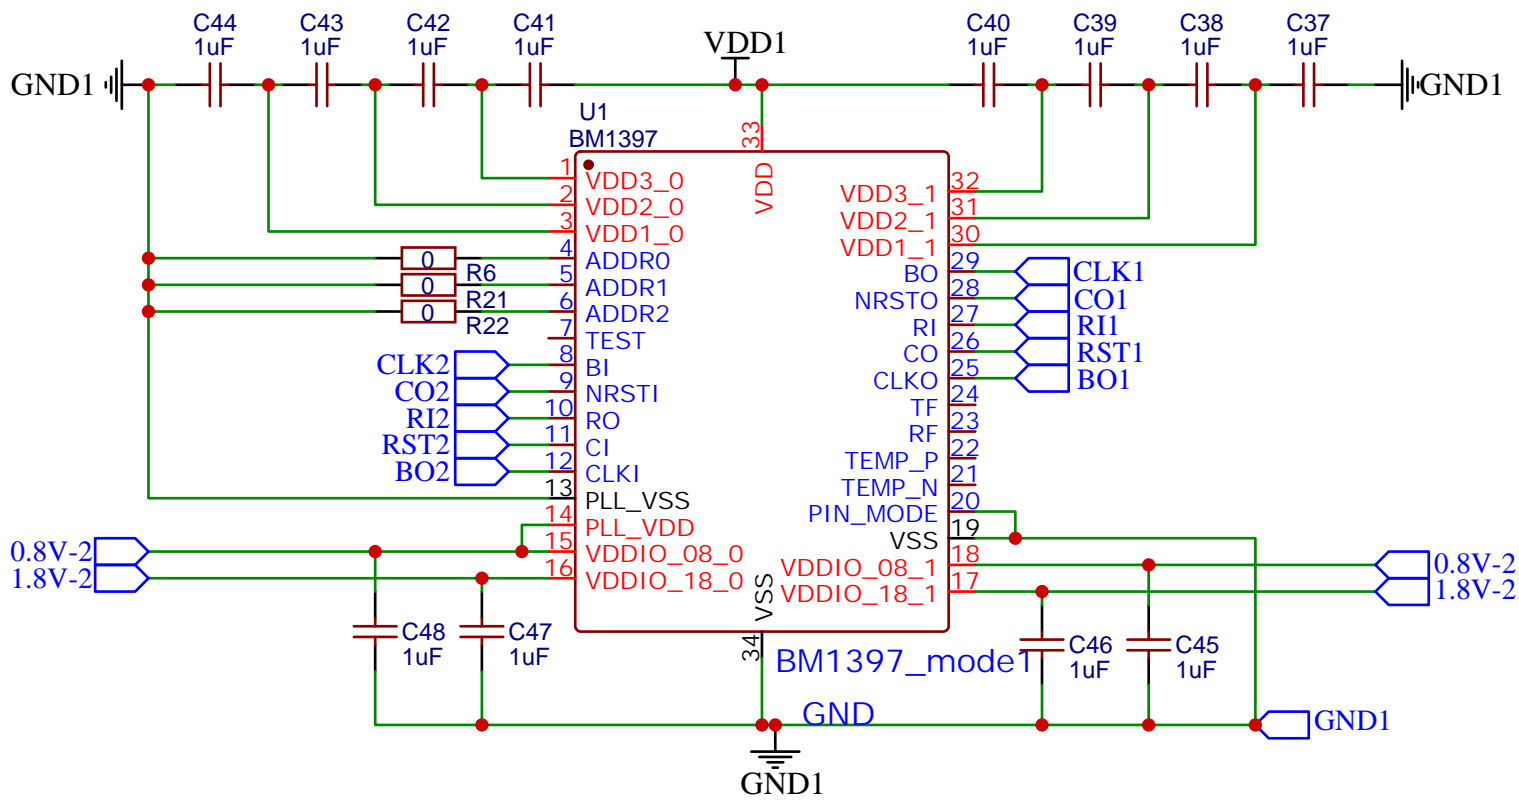 C44 C43 C42 C41 C40 C39 C38 C37
1uF 1uF 1uF 1uF VDD1 1uF 1uF 1uF 1uF
GND1 GND1
U1
BM1397
33
VDD
1 VDD3_0
2 VDD2_0
3 VDD1_0
0 4 ADDR0
R6
0 5 ADDR1
R21
0 6 ADDR2
R22
7 TEST
CLK2 8 BI
CO2 9 NRSTI
RI2 10 RO
RST2 11 CI
BO2 12 CLKI
13 PLL_VSS
14 PLL_VDD
0.8V-2 15 VDDIO_08_0
1.8V-2 16 VDDIO_18_0
VDD3_1 32
VDD2_1 31
VDD1_1 30
BO 29 CLK1
NRSTO 28 CO1
RI 27 RI1
CO 26 RST1
CLKO 25 BO1
TF 24
RF 23
TEMP_P 22
TEMP_N 21
PIN_MODE 20
VSS 19
VDDIO_08_1 18 0.8V-2
VDDIO_18_1 17 1.8V-2
VSS
34
C48 C47 C46 C45
1uF 1uF 1uF 1uF
BM1397_mode1
GND GND1
GND1